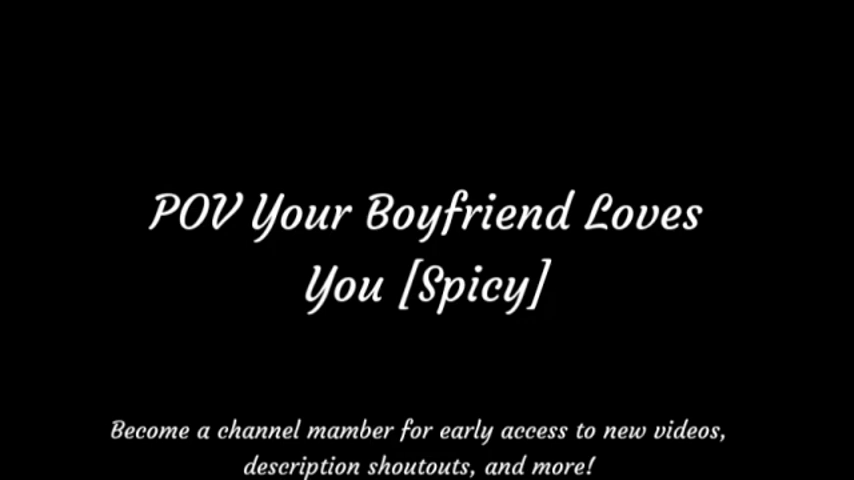 POV Your Boyfriend Loves
You [Spicy]
Become a channel mamber for early access to new videos,
description shoutouts, and more!